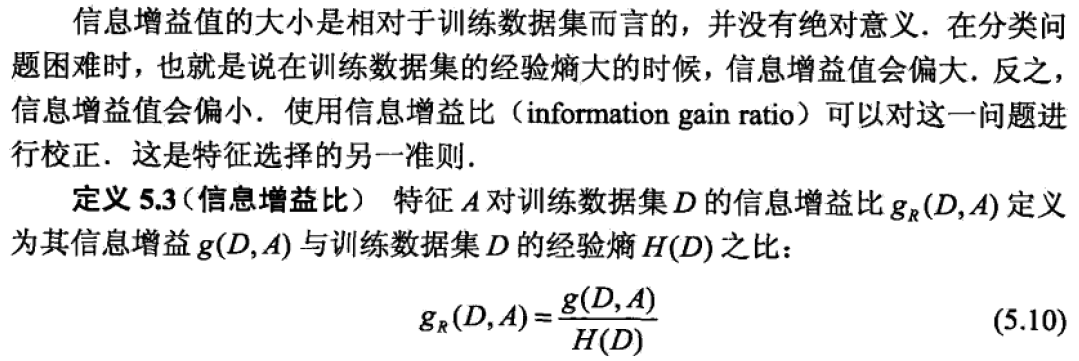 信息增益值的大小是相对于训练数据集而言的，并没有绝对意义．在分类问
题困难时，也就是说在训练数据集的经验熵大的时候，信息增益值会偏大．反之，
信息增益值会偏小．使用信息增益比（information gain ratio）可以对这一问题进
行校正．这是特征选择的另一准则．
定义 5.3（信息增益比） 特征 A 对训练数据集 D 的信息增益比 g_R(D, A) 定义
为其信息增益 g(D, A) 与训练数据集 D 的经验熵 H(D) 之比：
g_R(D, A) = g(D, A) / H(D) (5.10)